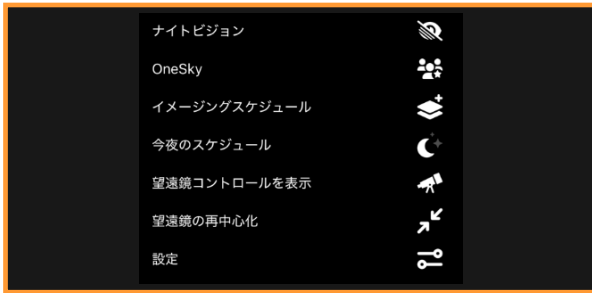 ナイトビジョン
OneSky
イメージングスケジュール
今夜のスケジュール
望遠鏡コントロールを表示
望遠鏡の再中心化
設定